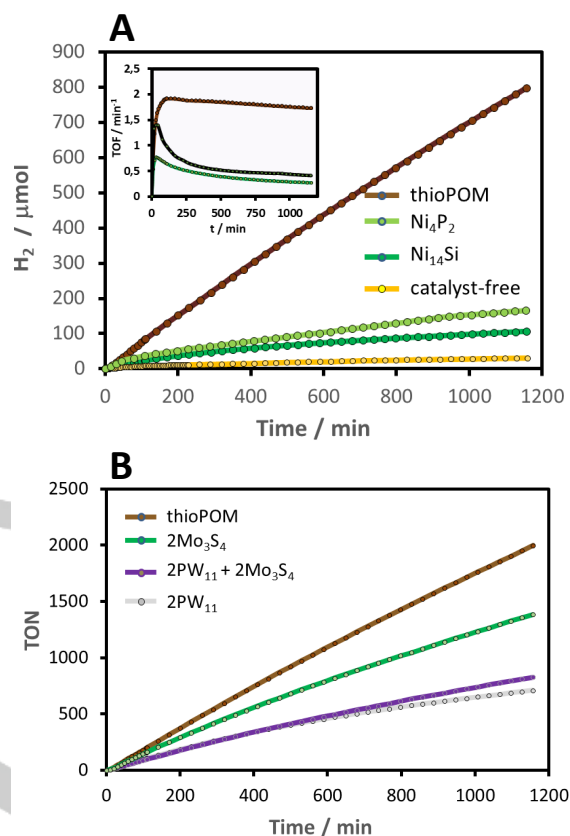 A
900
800
700
600
500
400
300
200
100
0
H₂ / μmol
2,5
2
1,5
1
0,5
0
TOF / min⁻¹
0 250 500 750 1000
t / min
thioPOM
Ni₄P₂
Ni₁₄Si
catalyst-free
0 200 400 600 800 1000 1200
Time / min
B
2500
2000
1500
1000
500
0
TON
thioPOM
2Mo₃S₄
2PW₁₁ + 2Mo₃S₄
2PW₁₁
0 200 400 600 800 1000 1200
Time / min